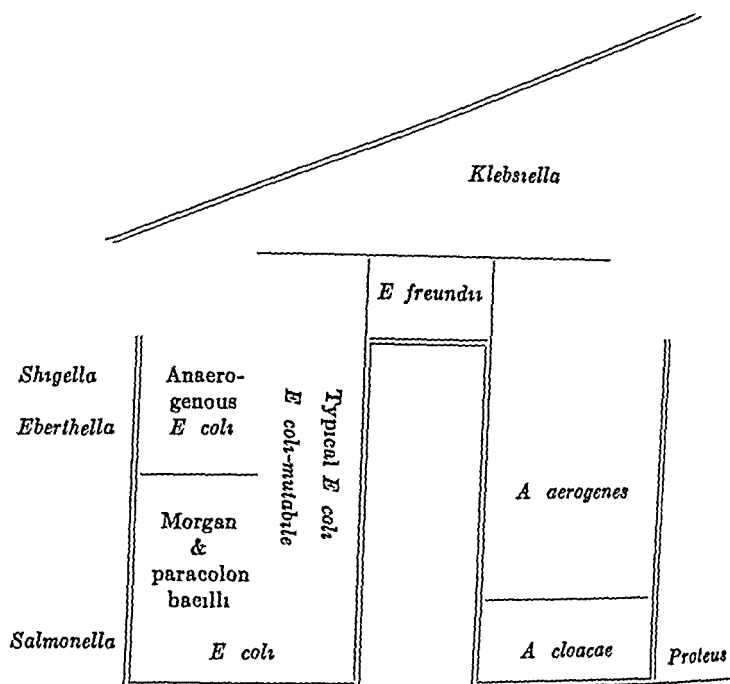 Klebsiella
E freundii
Shigella
Eberthella
Anaero-
genous
E coli
Typical E coli
E coli-mutabile
A aerogenes
Morgan
&
paracolon
bacilli
Salmonella
E coli
A cloacae
Proteus